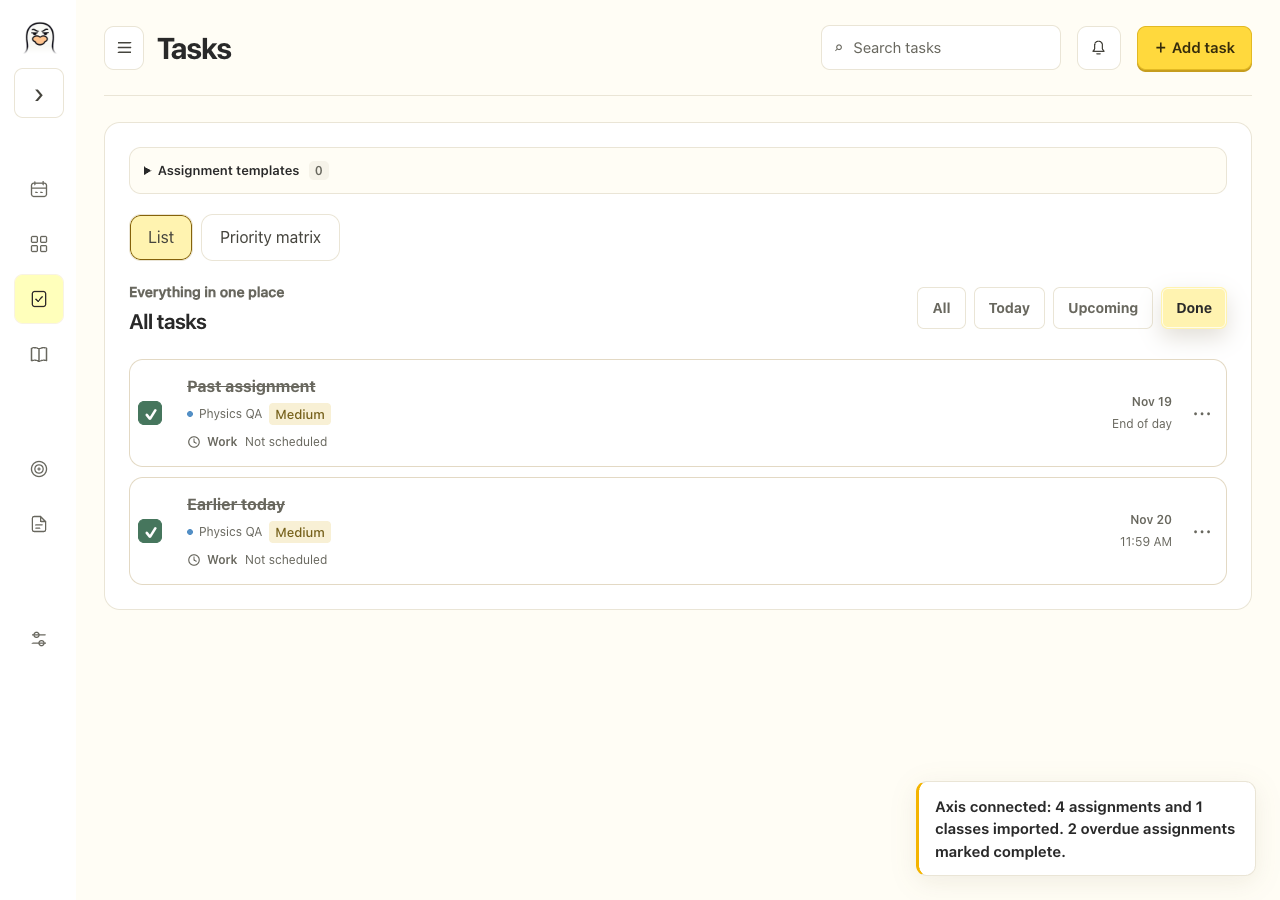 Tasks
Search tasks
+ Add task
Assignment templates 0
List
Priority matrix
Everything in one place
All tasks
All
Today
Upcoming
Done
Past assignment
Physics QA Medium
Work Not scheduled
Nov 19
End of day
Earlier today
Physics QA Medium
Work Not scheduled
Nov 20
11:59 AM
Axis connected: 4 assignments and 1
classes imported. 2 overdue assignments
marked complete.